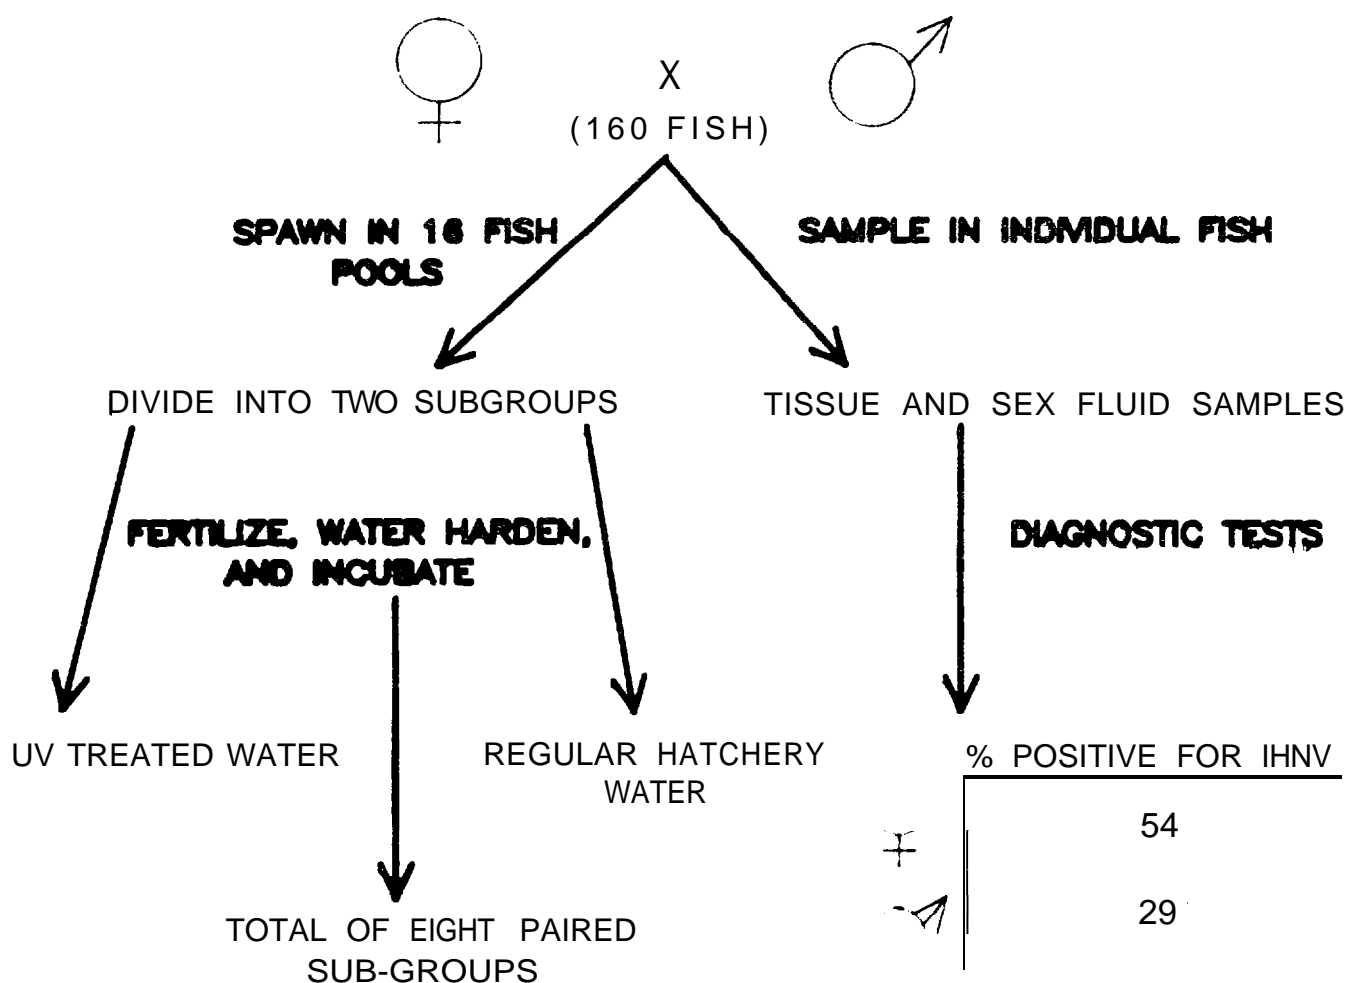 X
(160 FISH)
SPAWN IN 16 FISH
POOLS
SAMPLE IN INDIVIDUAL FISH
DIVIDE INTO TWO SUBGROUPS
TISSUE AND SEX FLUID SAMPLES
FERTILIZE, WATER HARDEN,
AND INCUBATE
DIAGNOSTIC TESTS
UV TREATED WATER
REGULAR HATCHERY
WATER
% POSITIVE FOR IHNV
54
29
TOTAL OF EIGHT PAIRED
SUB-GROUPS